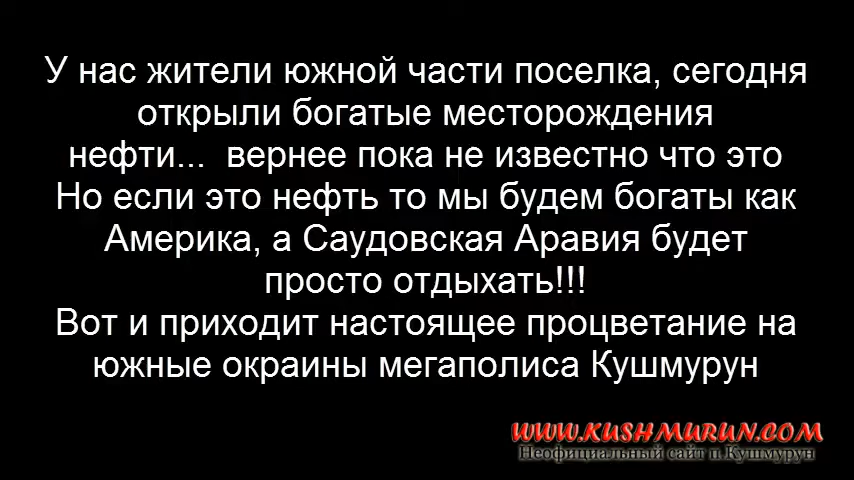 У нас жители южной части поселка, сегодня
открыли богатые месторождения
нефти...  вернее пока не известно что это
Но если это нефть то мы будем богаты как
Америка, а Саудовская Аравия будет
просто отдыхать!!!
Вот и приходит настоящее процветание на
южные окраины мегаполиса Кушмурун
WWW.KUSHMURUN.COM
Неофициальный сайт п.Кушмурун